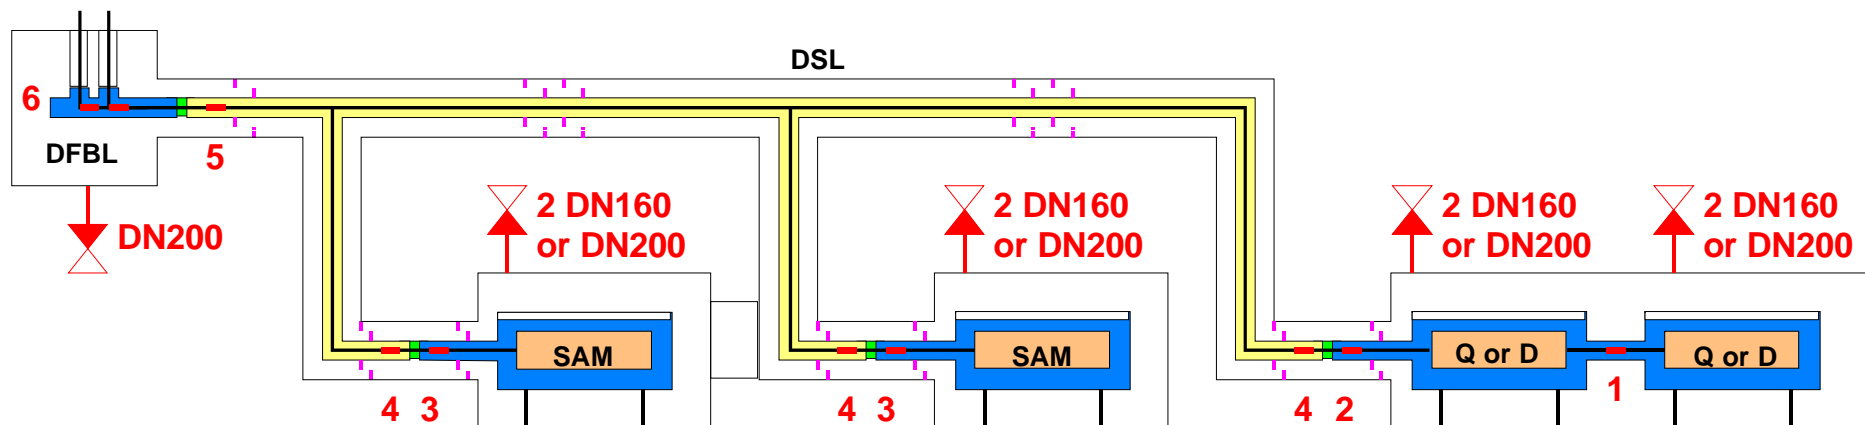 DSL
6
DFBL
5
DN200
2 DN160
or DN200
2 DN160
or DN200
2 DN160
or DN200
2 DN160
or DN200
SAM
SAM
Q or D
Q or D
1
4 3
4 3
4 2